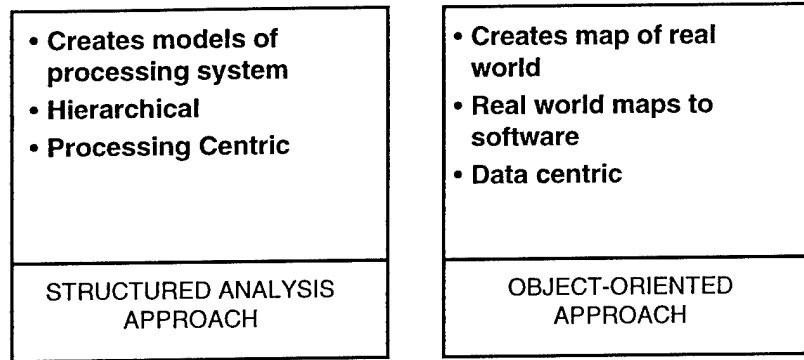 • Creates models of
processing system
• Hierarchical
• Processing Centric
STRUCTURED ANALYSIS
APPROACH
• Creates map of real
world
• Real world maps to
software
• Data centric
OBJECT-ORIENTED
APPROACH